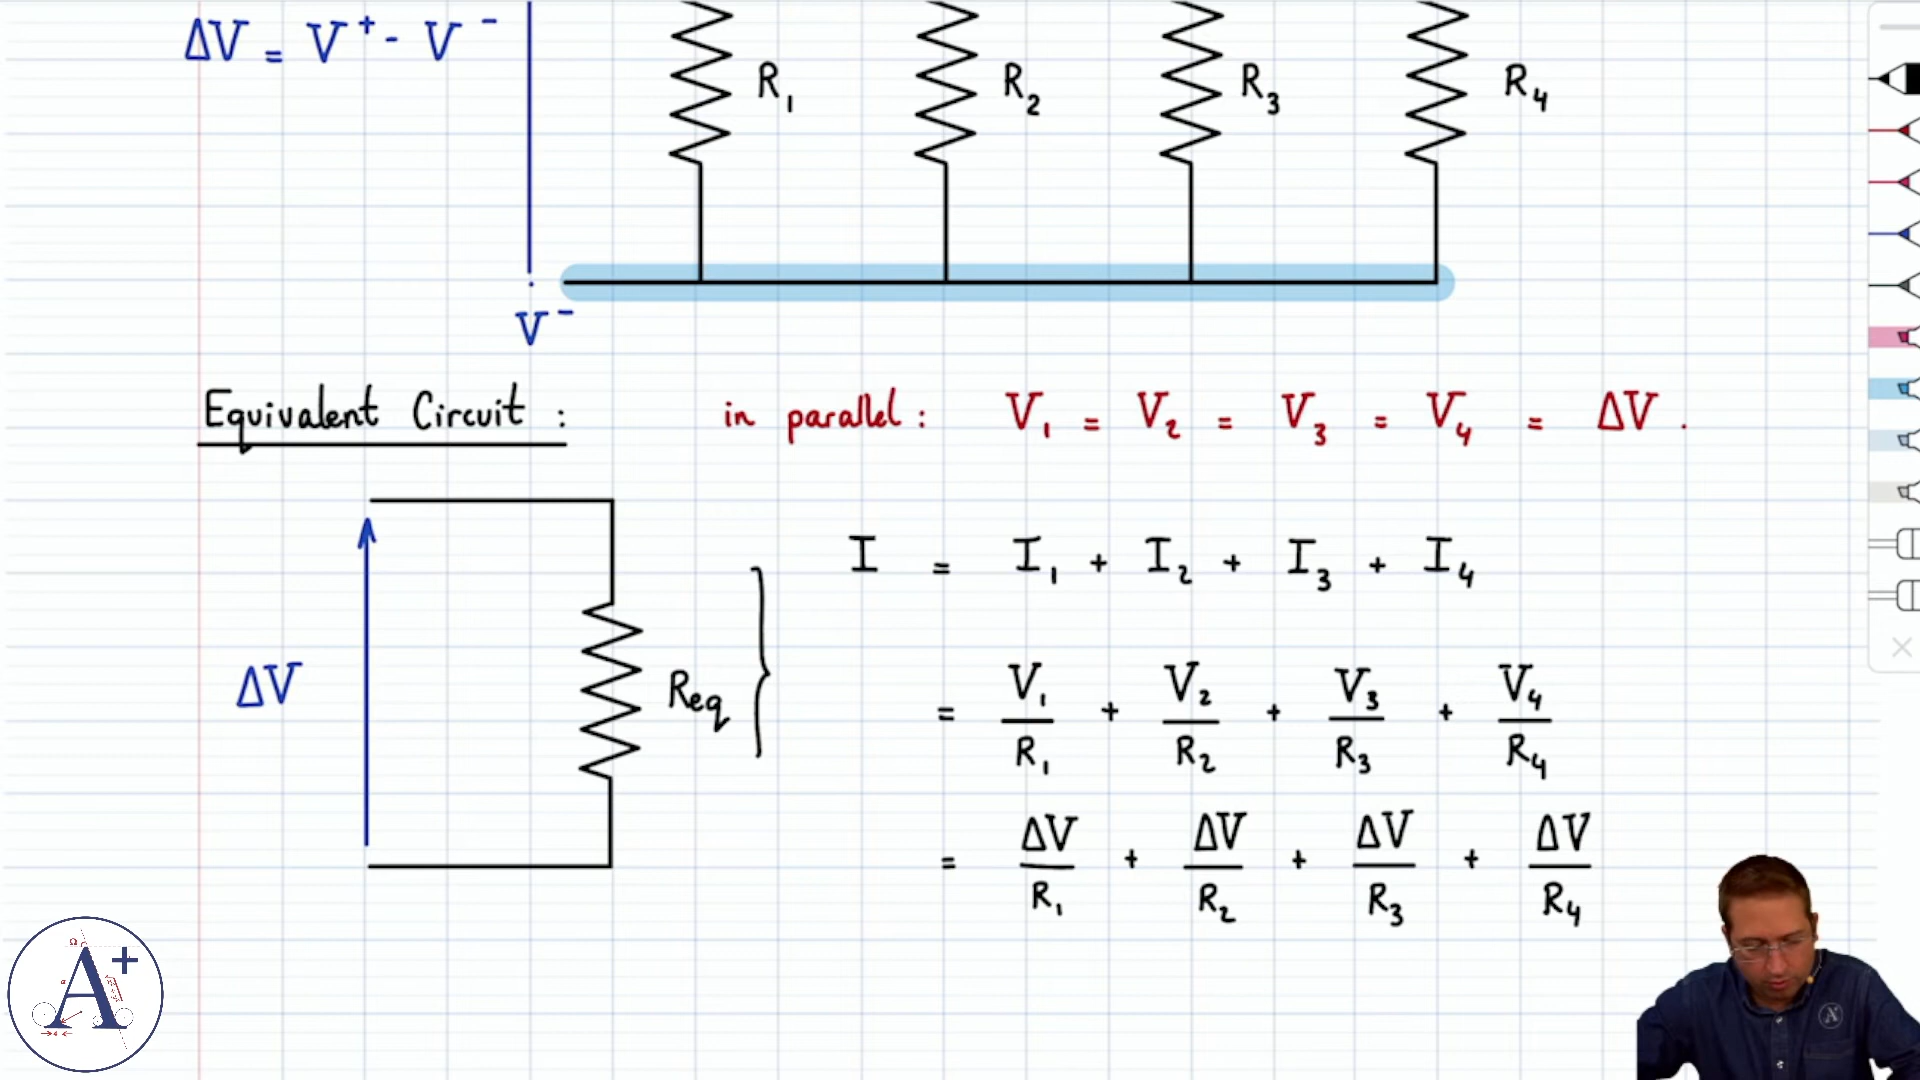 ΔV = V⁺ - V⁻
R₁ R₂ R₃ R₄
V⁻
Equivalent Circuit :
in parallel : V₁ = V₂ = V₃ = V₄ = ΔV .
I = I₁ + I₂ + I₃ + I₄
ΔV
Req
= V₁/R₁ + V₂/R₂ + V₃/R₃ + V₄/R₄
= ΔV/R₁ + ΔV/R₂ + ΔV/R₃ + ΔV/R₄
A+